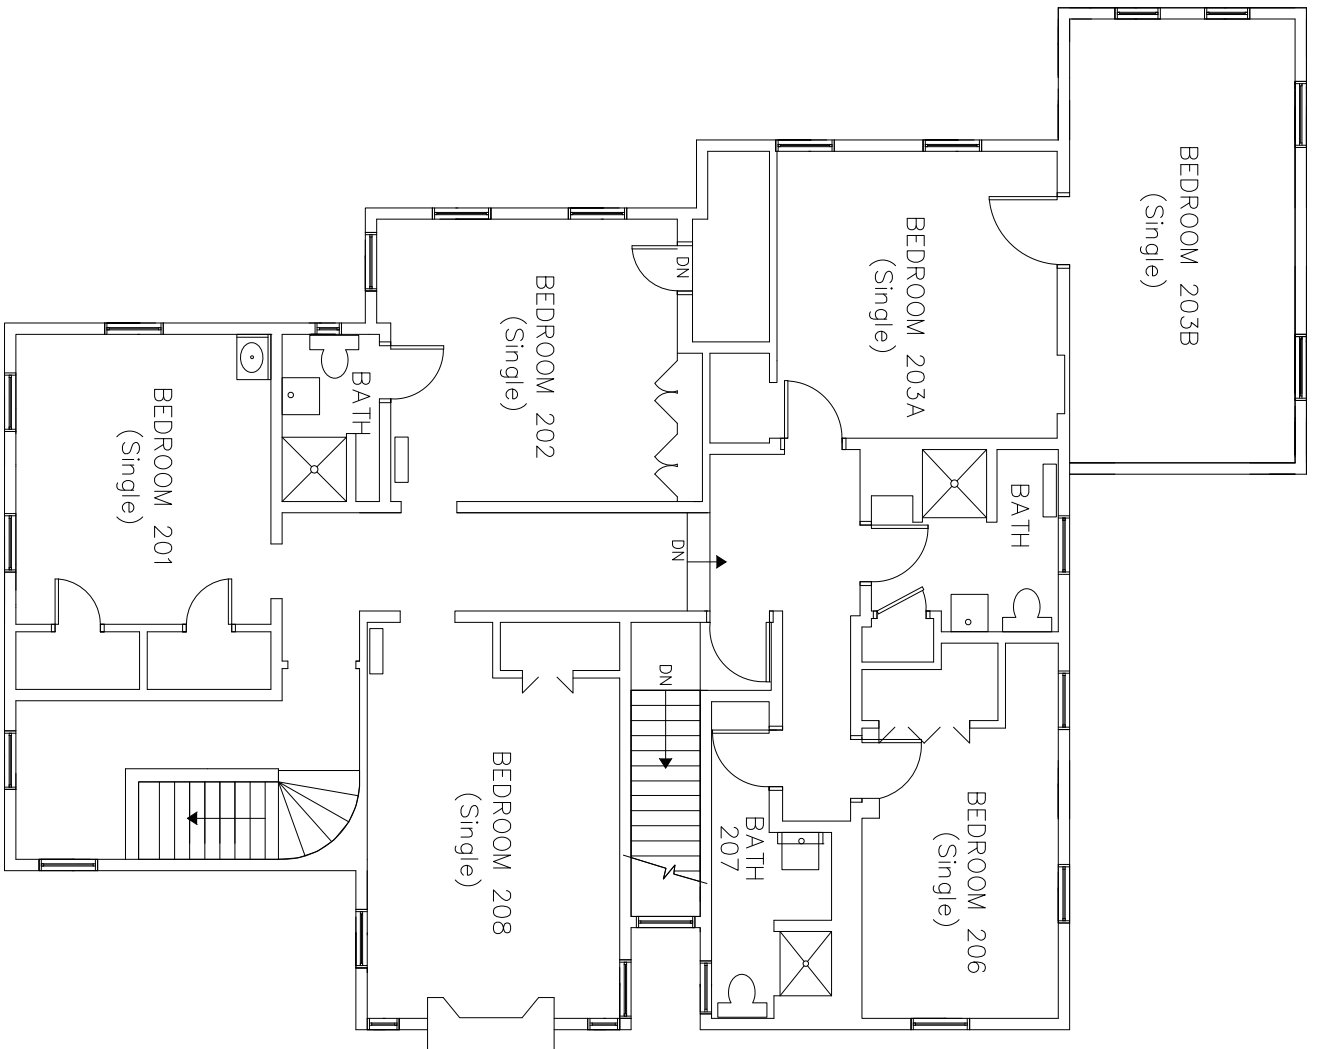 BEDROOM 203B
(Single)
BEDROOM 203A
(Single)
DN
BEDROOM 202
(Single)
BATH
BEDROOM 201
(Single)
BATH
DN
DN
BEDROOM 208
(Single)
BATH
207
BEDROOM 206
(Single)